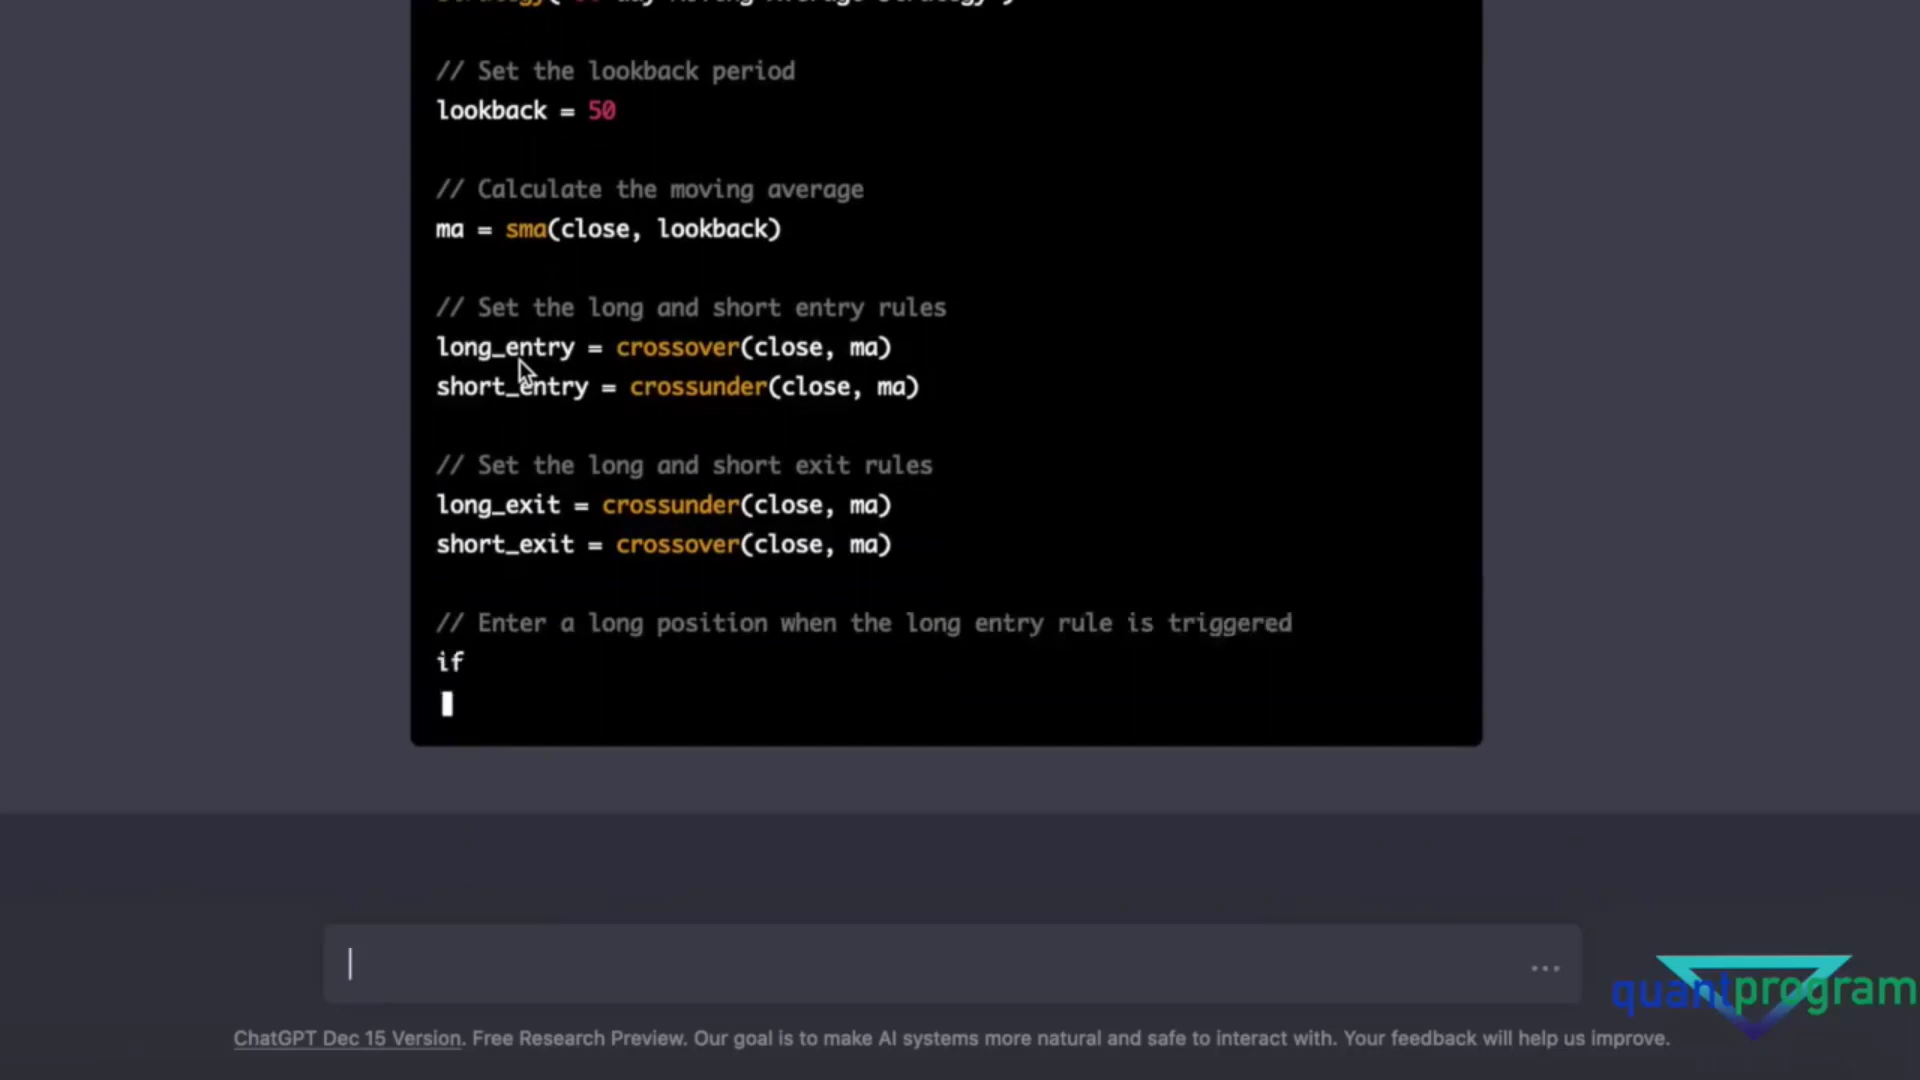 // Set the lookback period
lookback = 50
// Calculate the moving average
ma = sma(close, lookback)
// Set the long and short entry rules
long_entry = crossover(close, ma)
short_entry = crossunder(close, ma)
// Set the long and short exit rules
long_exit = crossunder(close, ma)
short_exit = crossover(close, ma)
// Enter a long position when the long entry rule is triggered
if
quantprogram
ChatGPT Dec 15 Version. Free Research Preview. Our goal is to make AI systems more natural and safe to interact with. Your feedback will help us improve.